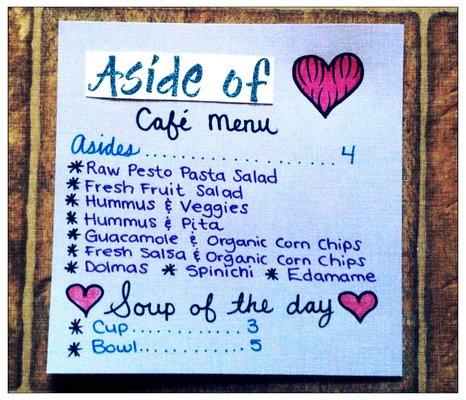 Aside of
Café Menu
Asides....................4
* Raw Pesto Pasta Salad
* Fresh Fruit Salad
* Hummus & Veggies
* Hummus & Pita
* Guacamole & Organic Corn Chips
* Fresh Salsa & Organic Corn Chips
* Dolmas * Spinichi * Edamame
Soup of the day
* Cup............3
* Bowl...........5